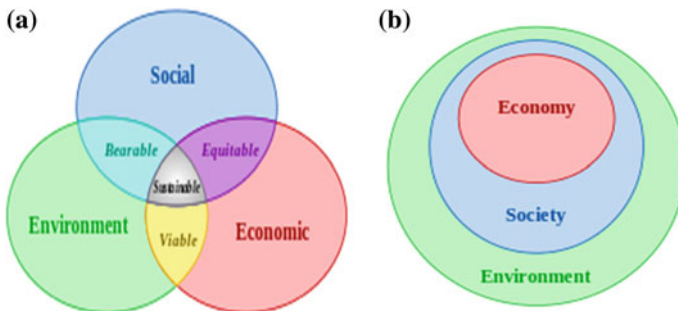 (a)
Social
Bearable
Equitable
Sustainable
Environment
Economic
Viable
(b)
Economy
Society
Environment